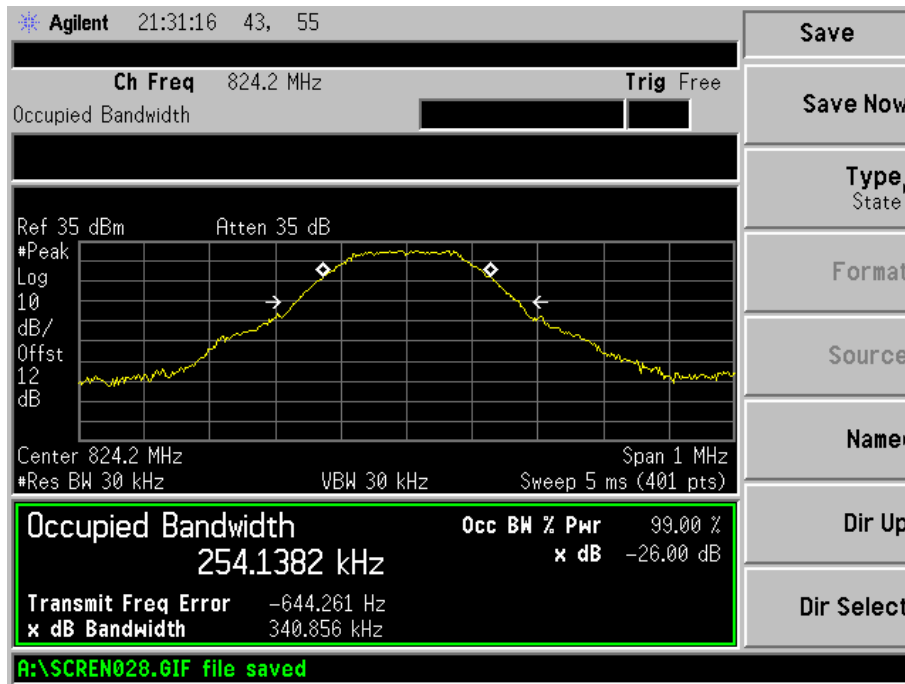 Agilent 21:31:16 43, 55
Save
Ch Freq 824.2 MHz Trig Free
Occupied Bandwidth
Save Now
Type,
State
Format
Source
Name
Dir Up
Dir Select
Ref 35 dBm Atten 35 dB
#Peak
Log
10
dB/
Offst
12
dB
Center 824.2 MHz Span 1 MHz
#Res BW 30 kHz VBW 30 kHz Sweep 5 ms (401 pts)
Occupied Bandwidth Occ BW % Pwr 99.00 %
254.1382 kHz x dB -26.00 dB
Transmit Freq Error -644.261 Hz
x dB Bandwidth 340.856 kHz
A:\SCREN028.GIF file saved